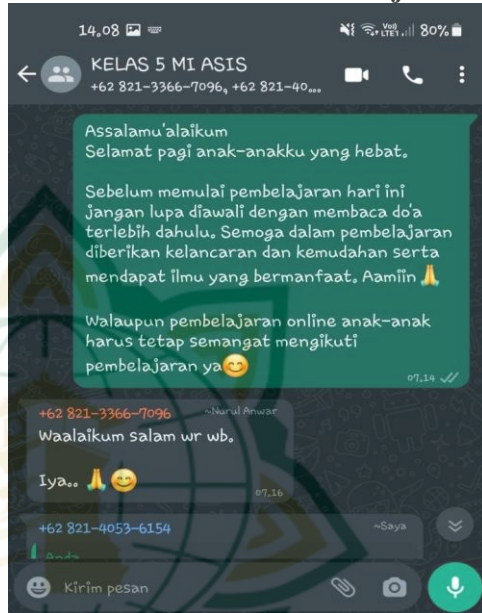 14.08 80%
KELAS 5 MI ASIS
+62 821-3366-7096, +62 821-40...
Assalamu'alaikum
Selamat pagi anak-anakku yang hebat.
Sebelum memulai pembelajaran hari ini
jangan lupa diawali dengan membaca do'a
terlebih dahulu. Semoga dalam pembelajaran
diberikan kelancaran dan kemudahan serta
mendapat ilmu yang bermanfaat. Aamiin 🙏
Walaupun pembelajaran online anak-anak
harus tetap semangat mengikuti
pembelajaran ya😊
07.14
+62 821-3366-7096 ~Nurul Anwar
Waalaikum salam wr wb.
Iya.. 🙏😊
07.16
+62 821-4053-6154 ~Saya
Anda
Kirim pesan